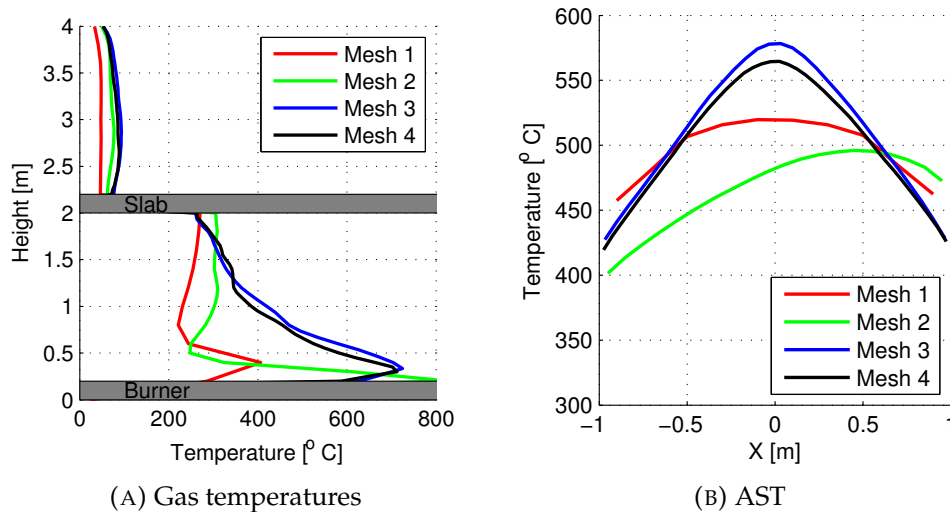 4
3.5
3
2.5
2
1.5
1
0.5
0
Height [m]
Mesh 1
Mesh 2
Mesh 3
Mesh 4
Slab
Burner
0 200 400 600 800
Temperature [° C]
(A) Gas temperatures
600
550
500
450
400
350
300
Temperature [° C]
Mesh 1
Mesh 2
Mesh 3
Mesh 4
−1 −0.5 0 0.5 1
X [m]
(B) AST